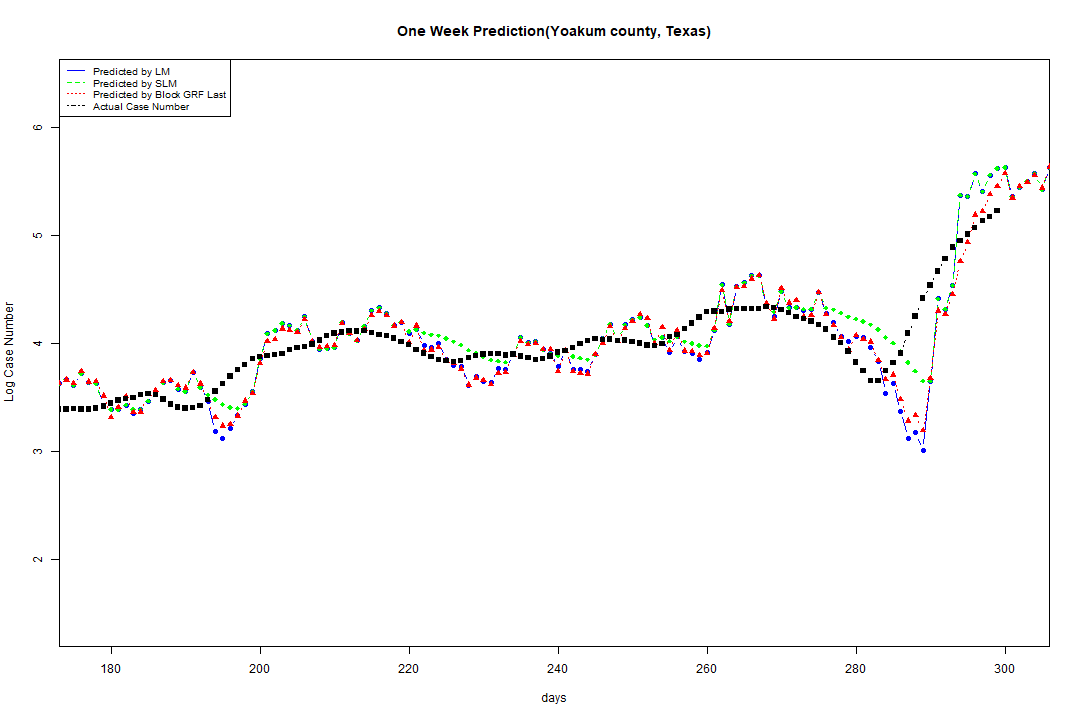 One Week Prediction(Yoakum county, Texas)
Predicted by LM
Predicted by SLM
Predicted by Block GRF Last
Actual Case Number
Log Case Number
6
5
4
3
2
180 200 220 240 260 280 300
days